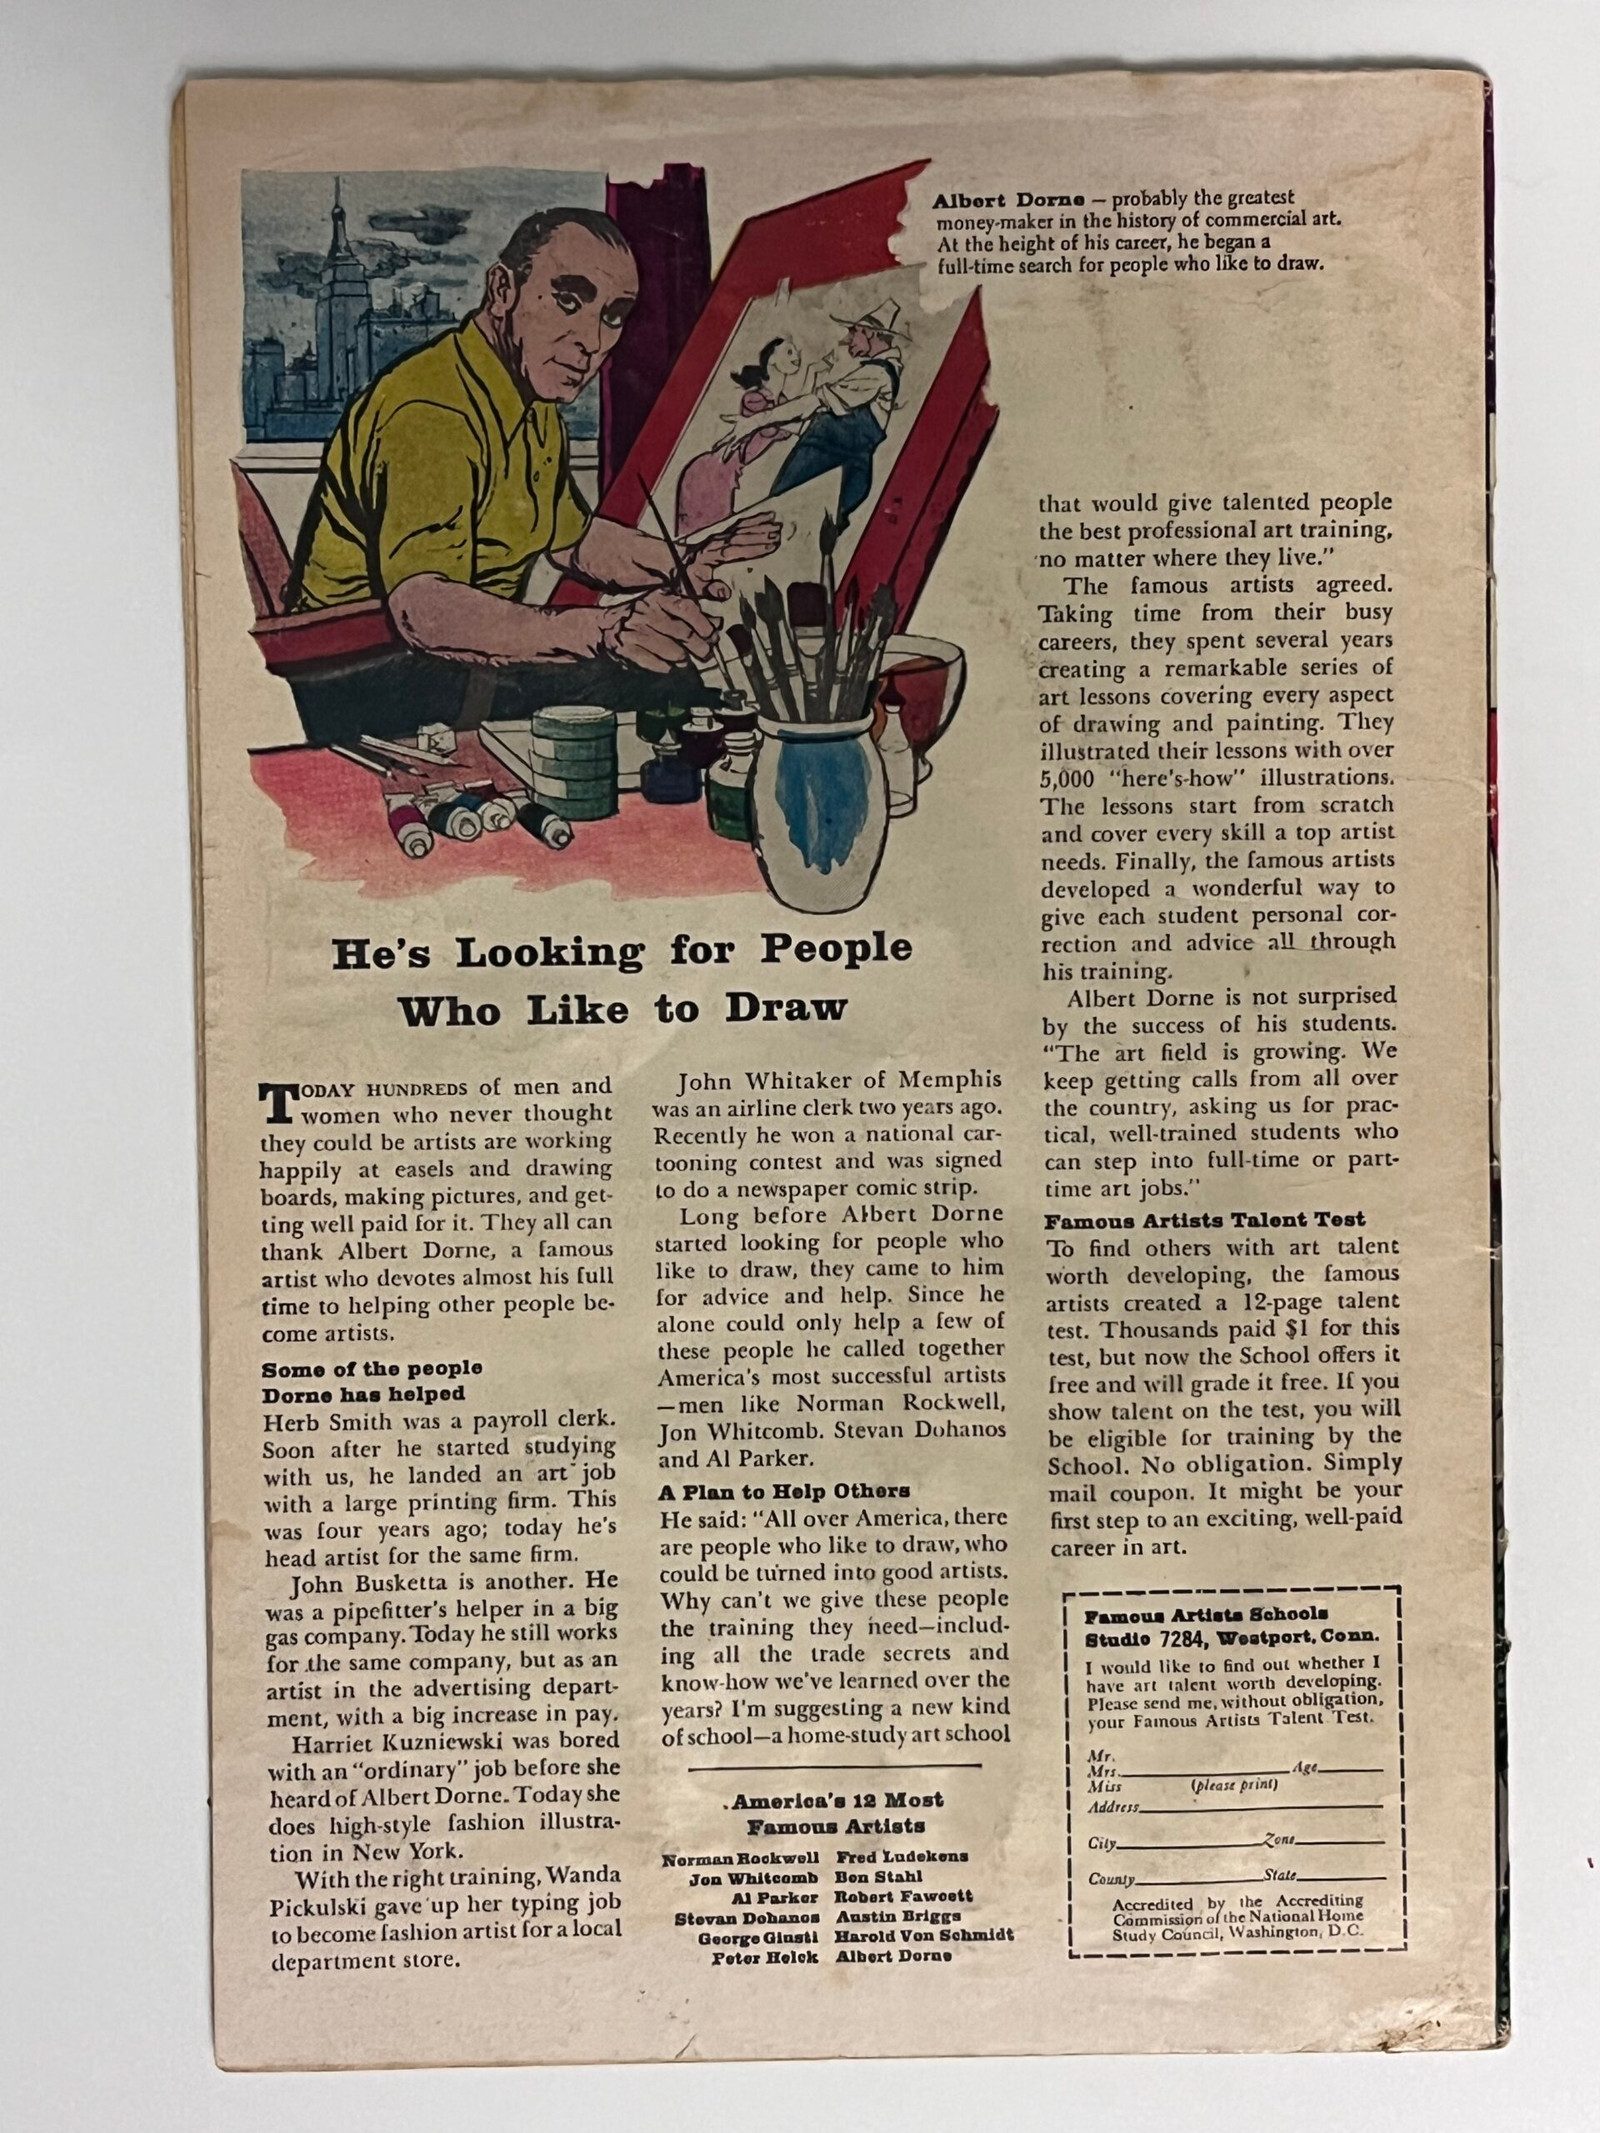 Albert Dorne — probably the greatest
money-maker in the history of commercial art.
At the height of his career, he began a
full-time search for people who like to draw.
He's Looking for People
Who Like to Draw
TODAY HUNDREDS of men and
women who never thought
they could be artists are working
happily at easels and drawing
boards, making pictures, and get-
ting well paid for it. They all can
thank Albert Dorne, a famous
artist who devotes almost his full
time to helping other people be-
come artists.
Some of the people
Dorne has helped
Herb Smith was a payroll clerk.
Soon after he started studying
with us, he landed an art job
with a large printing firm. This
was four years ago; today he's
head artist for the same firm.
John Busketta is another. He
was a pipefitter's helper in a big
gas company. Today he still works
for the same company, but as an
artist in the advertising depart-
ment, with a big increase in pay.
Harriet Kuzniewski was bored
with an "ordinary" job before she
heard of Albert Dorne. Today she
does high-style fashion illustra-
tion in New York.
With the right training, Wanda
Pickulski gave up her typing job
to become fashion artist for a local
department store.
John Whitaker of Memphis
was an airline clerk two years ago.
Recently he won a national car-
tooning contest and was signed
to do a newspaper comic strip.
Long before Albert Dorne
started looking for people who
like to draw, they came to him
for advice and help. Since he
alone could only help a few of
these people he called together
America's most successful artists
—men like Norman Rockwell,
Jon Whitcomb. Stevan Dohanos
and Al Parker.
A Plan to Help Others
He said: "All over America, there
are people who like to draw, who
could be turned into good artists.
Why can't we give these people
the training they need—includ-
ing all the trade secrets and
know-how we've learned over the
years? I'm suggesting a new kind
of school—a home-study art school
America's 12 Most
Famous Artists
Norman Rockwell Fred Ludekens
Jon Whitcomb Ben Stahl
Al Parker Robert Fawcett
Stevan Dohanos Austin Briggs
George Giusti Harold Von Schmidt
Peter Helck Albert Dorne
that would give talented people
the best professional art training,
no matter where they live."
The famous artists agreed.
Taking time from their busy
careers, they spent several years
creating a remarkable series of
art lessons covering every aspect
of drawing and painting. They
illustrated their lessons with over
5,000 "here's-how" illustrations.
The lessons start from scratch
and cover every skill a top artist
needs. Finally, the famous artists
developed a wonderful way to
give each student personal cor-
rection and advice all through
his training.
Albert Dorne is not surprised
by the success of his students.
"The art field is growing. We
keep getting calls from all over
the country, asking us for prac-
tical, well-trained students who
can step into full-time or part-
time art jobs."
Famous Artists Talent Test
To find others with art talent
worth developing, the famous
artists created a 12-page talent
test. Thousands paid $1 for this
test, but now the School offers it
free and will grade it free. If you
show talent on the test, you will
be eligible for training by the
School. No obligation. Simply
mail coupon. It might be your
first step to an exciting, well-paid
career in art.
Famous Artists Schools
Studio 7284, Westport, Conn.
I would like to find out whether I
have art talent worth developing.
Please send me, without obligation,
your Famous Artists Talent Test.
Mr.
Mrs. Age
Miss (please print)
Address
City Zone
County State
Accredited by the Accrediting
Commission of the National Home
Study Council, Washington, D.C.